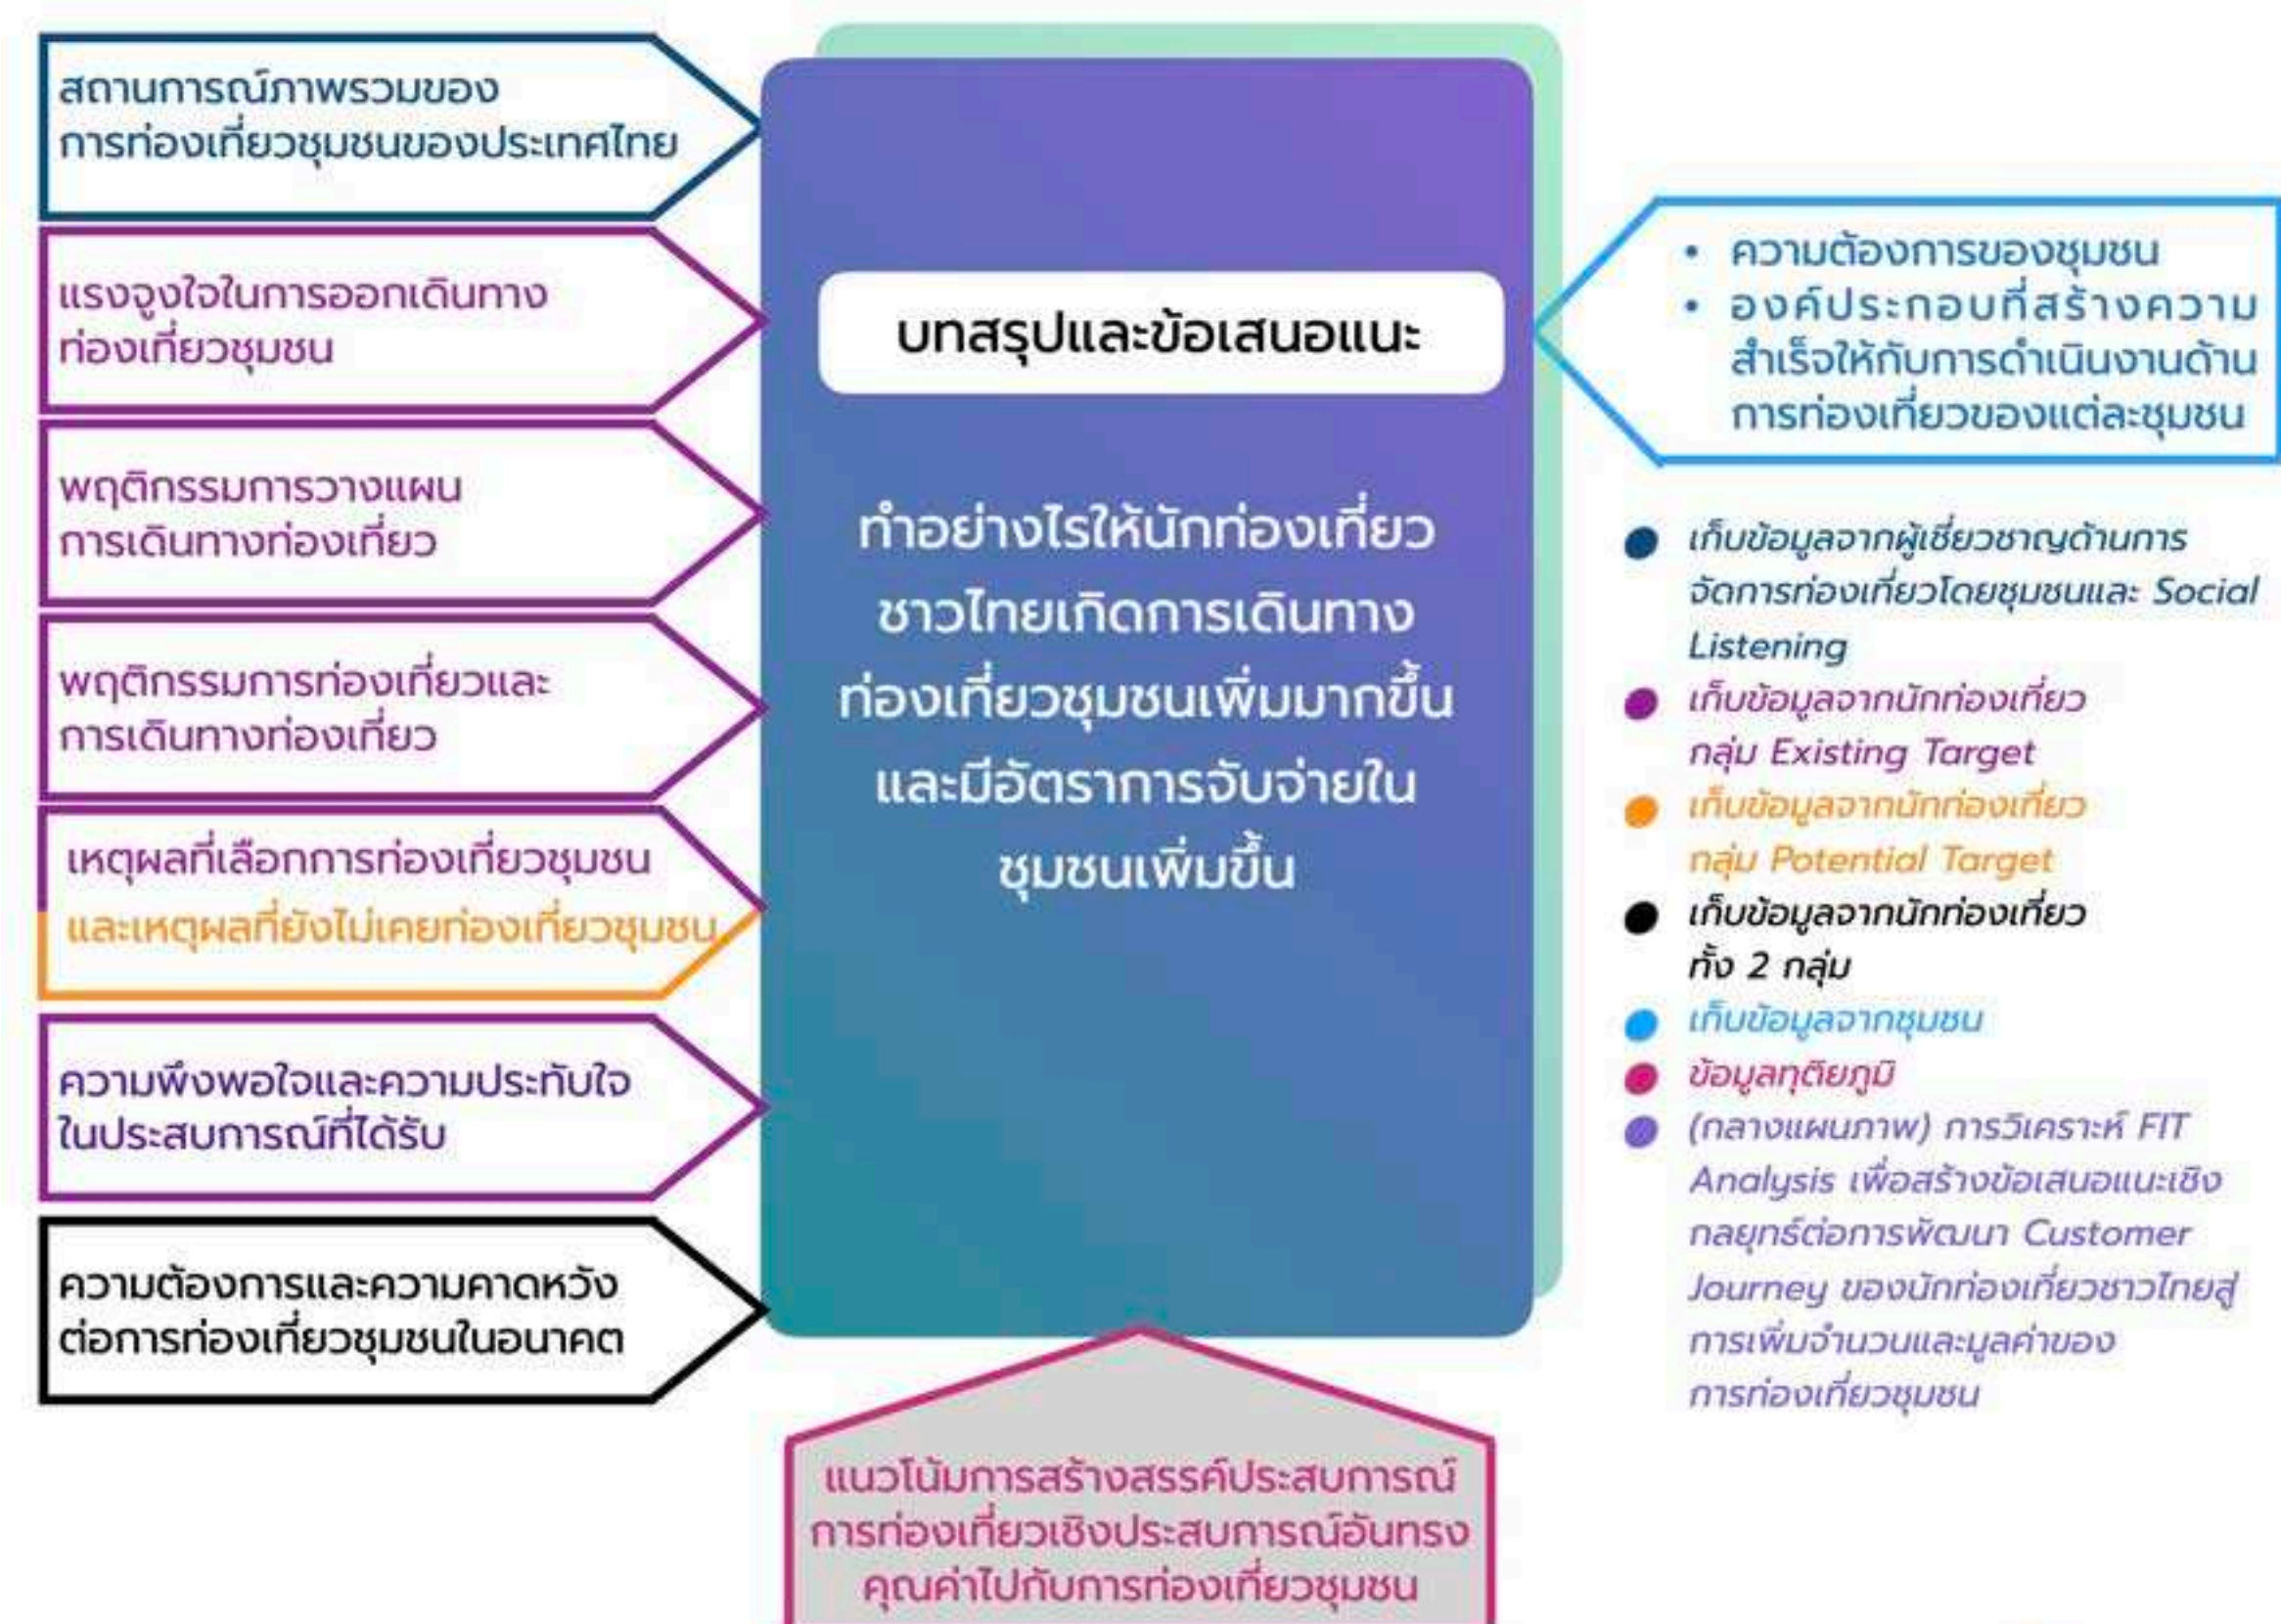 สถานการณ์ภาพรวมของ
การท่องเที่ยวชุมชนของประเทศไทย
แรงจูงใจในการออกเดินทาง
ท่องเที่ยวชุมชน
พฤติกรรมการวางแผน
การเดินทางท่องเที่ยว
พฤติกรรมการท่องเที่ยวและ
การเดินทางท่องเที่ยว
เหตุผลที่เลือกการท่องเที่ยวชุมชน
และเหตุผลที่ยังไม่เคยท่องเที่ยวชุมชน
ความพึงพอใจและความประทับใจ
ในประสบการณ์ที่ได้รับ
ความต้องการและความคาดหวัง
ต่อการท่องเที่ยวชุมชนในอนาคต
บทสรุปและข้อเสนอแนะ
ทำอย่างไรให้นักท่องเที่ยว
ชาวไทยเกิดการเดินทาง
ท่องเที่ยวชุมชนเพิ่มมากขึ้น
และมีอัตราการจับจ่ายใน
ชุมชนเพิ่มขึ้น
แนวโน้มการสร้างสรรค์ประสบการณ์
การท่องเที่ยวเชิงประสบการณ์อันทรง
คุณค่าไปกับการท่องเที่ยวชุมชน
• ความต้องการของชุมชน
• องค์ประกอบที่สร้างความ
สำเร็จให้กับการดำเนินงานด้าน
การท่องเที่ยวของแต่ละชุมชน
● เก็บข้อมูลจากผู้เชี่ยวชาญด้านการ
จัดการท่องเที่ยวโดยชุมชนและ Social
Listening
● เก็บข้อมูลจากนักท่องเที่ยว
กลุ่ม Existing Target
● เก็บข้อมูลจากนักท่องเที่ยว
กลุ่ม Potential Target
● เก็บข้อมูลจากนักท่องเที่ยว
ทั้ง 2 กลุ่ม
● เก็บข้อมูลจากชุมชน
● ข้อมูลทุติยภูมิ
● (กลางแผนภาพ) การวิเคราะห์ FIT
Analysis เพื่อสร้างข้อเสนอแนะเชิง
กลยุทธ์ต่อการพัฒนา Customer
Journey ของนักท่องเที่ยวชาวไทยสู่
การเพิ่มจำนวนและมูลค่าของ
การท่องเที่ยวชุมชน